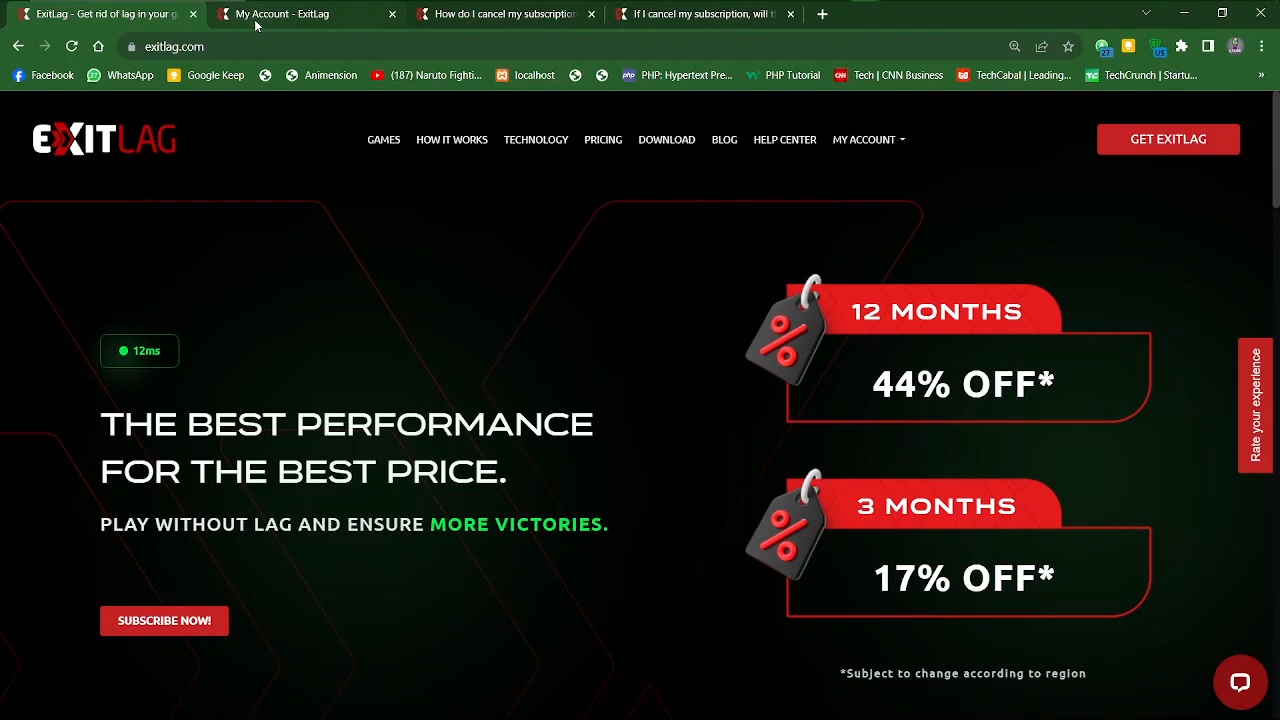 ExitLag - Get rid of lag in your g
My Account - ExitLag
How do I cancel my subscription
If I cancel my subscription, will t
exitlag.com
27
US
Facebook
WhatsApp
Google Keep
Animension
(187) Naruto Fighti...
localhost
php
PHP: Hypertext Pre...
PHP Tutorial
CNN
Tech | CNN Business
TechCabal | Leading...
TechCrunch | Startu...
»
EXITLAG
GAMES
HOW IT WORKS
TECHNOLOGY
PRICING
DOWNLOAD
BLOG
HELP CENTER
MY ACCOUNT
GET EXITLAG
12ms
THE BEST PERFORMANCE
FOR THE BEST PRICE.
PLAY WITHOUT LAG AND ENSURE MORE VICTORIES.
SUBSCRIBE NOW!
%
12 MONTHS
44% OFF*
%
3 MONTHS
17% OFF*
*Subject to change according to region
Rate your experience